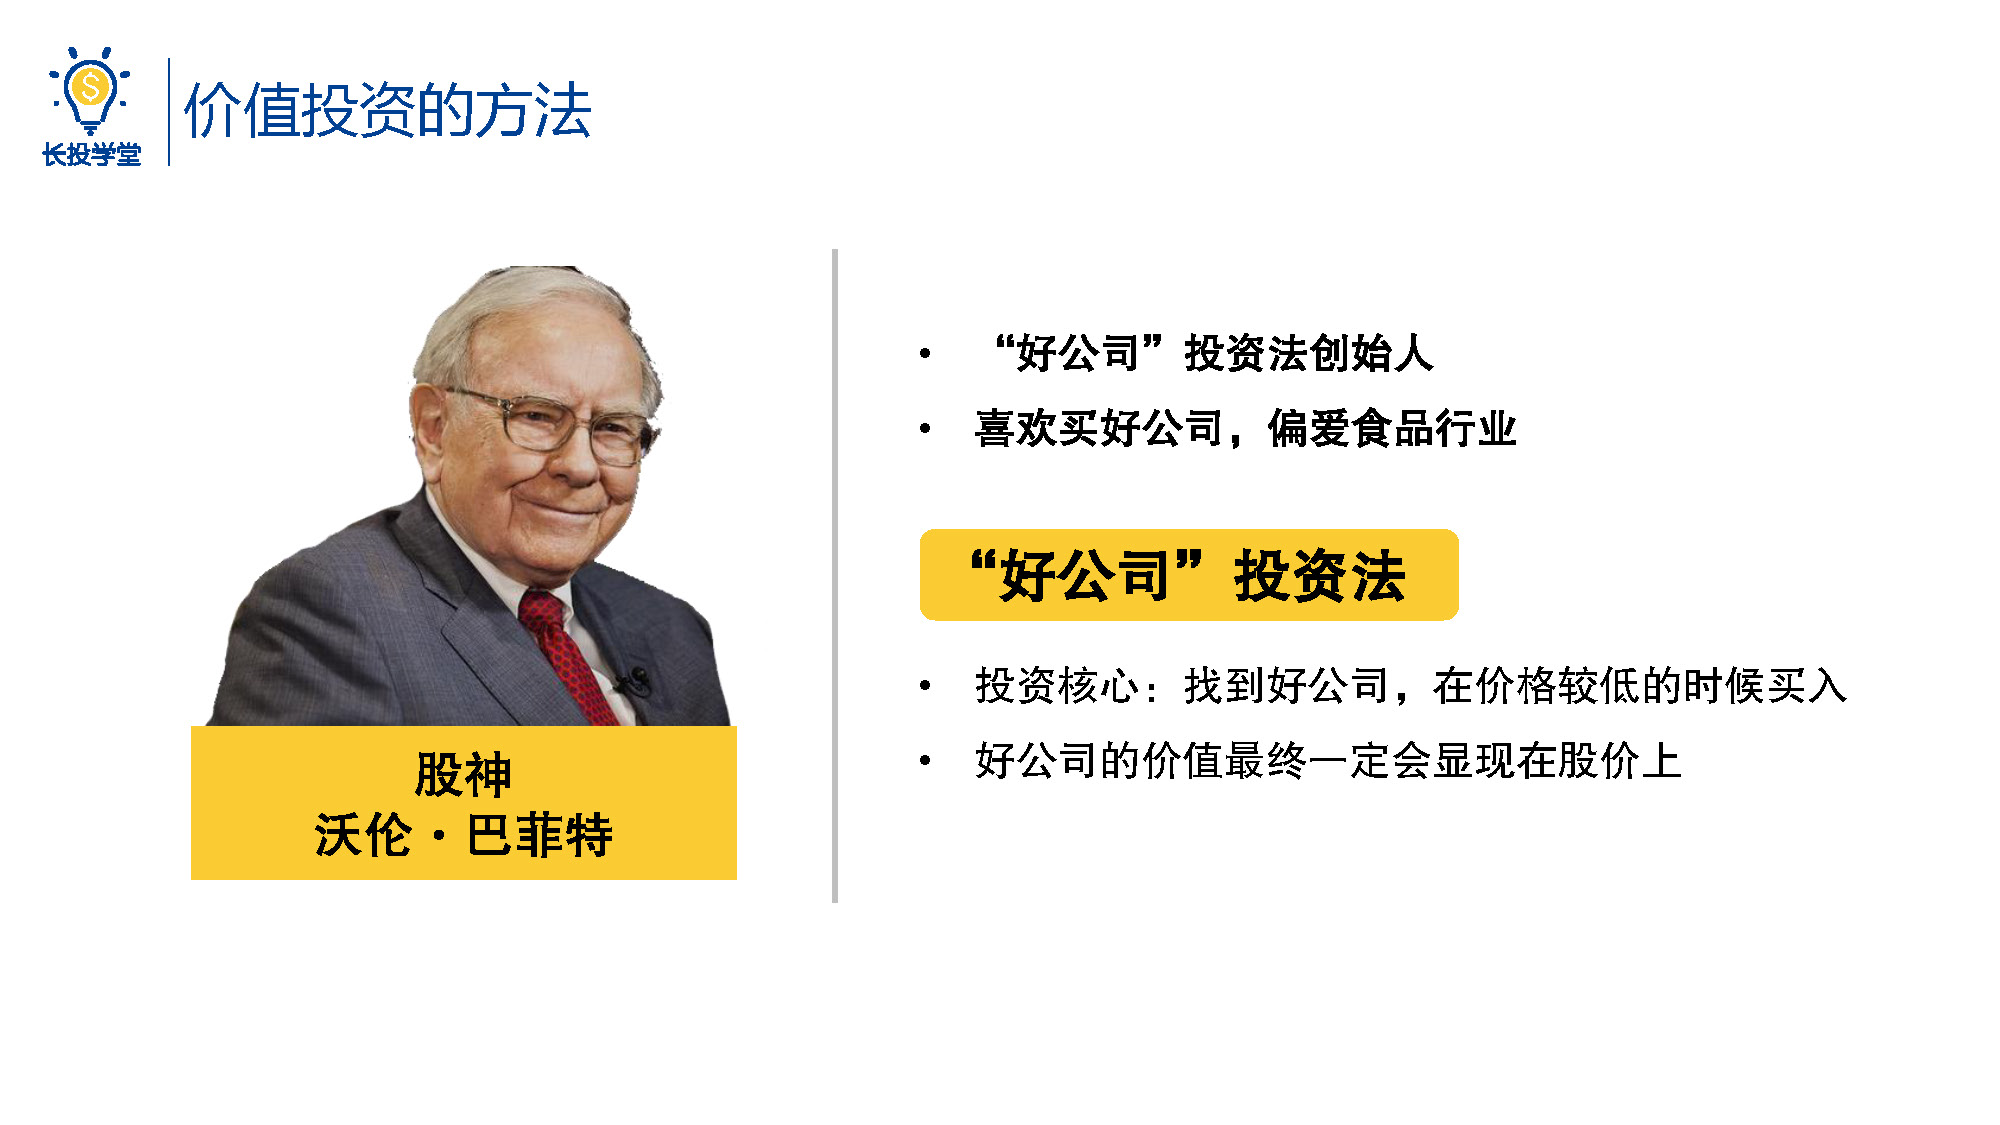 长投学堂
价值投资的方法
股神
沃伦·巴菲特
• “好公司”投资法创始人
• 喜欢买好公司，偏爱食品行业
“好公司”投资法
• 投资核心：找到好公司，在价格较低的时候买入
• 好公司的价值最终一定会显现在股价上